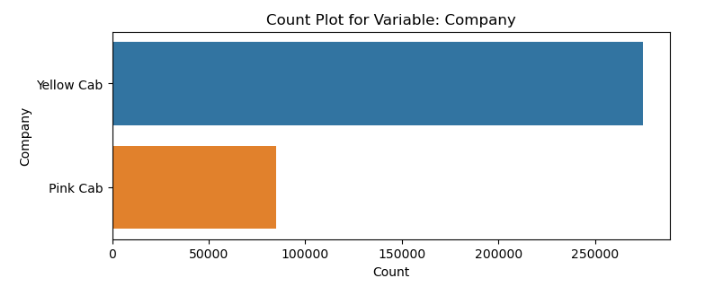 Count Plot for Variable: Company
Company
Yellow Cab
Pink Cab
0 50000 100000 150000 200000 250000
Count